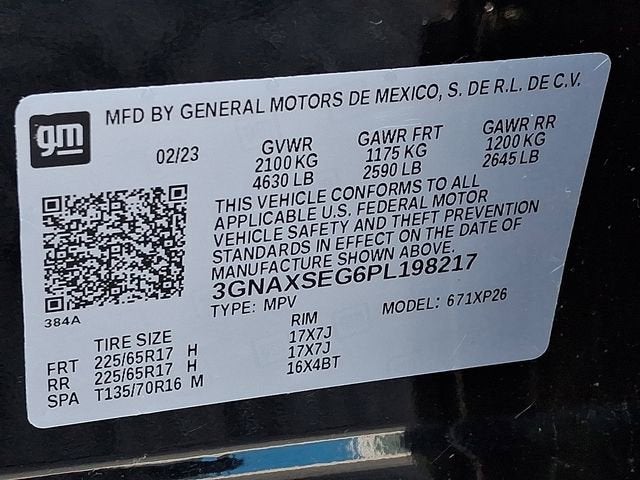 gm
MFD BY GENERAL MOTORS DE MEXICO, S. DE R.L. DE C.V.
02/23
GVWR
2100 KG
4630 LB
GAWR FRT
1175 KG
2590 LB
GAWR RR
1200 KG
2645 LB
THIS VEHICLE CONFORMS TO ALL
APPLICABLE U.S. FEDERAL MOTOR
VEHICLE SAFETY AND THEFT PREVENTION
STANDARDS IN EFFECT ON THE DATE OF
MANUFACTURE SHOWN ABOVE.
3GNAXSEG6PL198217
TYPE: MPV MODEL: 671XP26
384A
TIRE SIZE RIM
FRT 225/65R17 H 17X7J
RR 225/65R17 H 17X7J
SPA T135/70R16 M 16X4BT